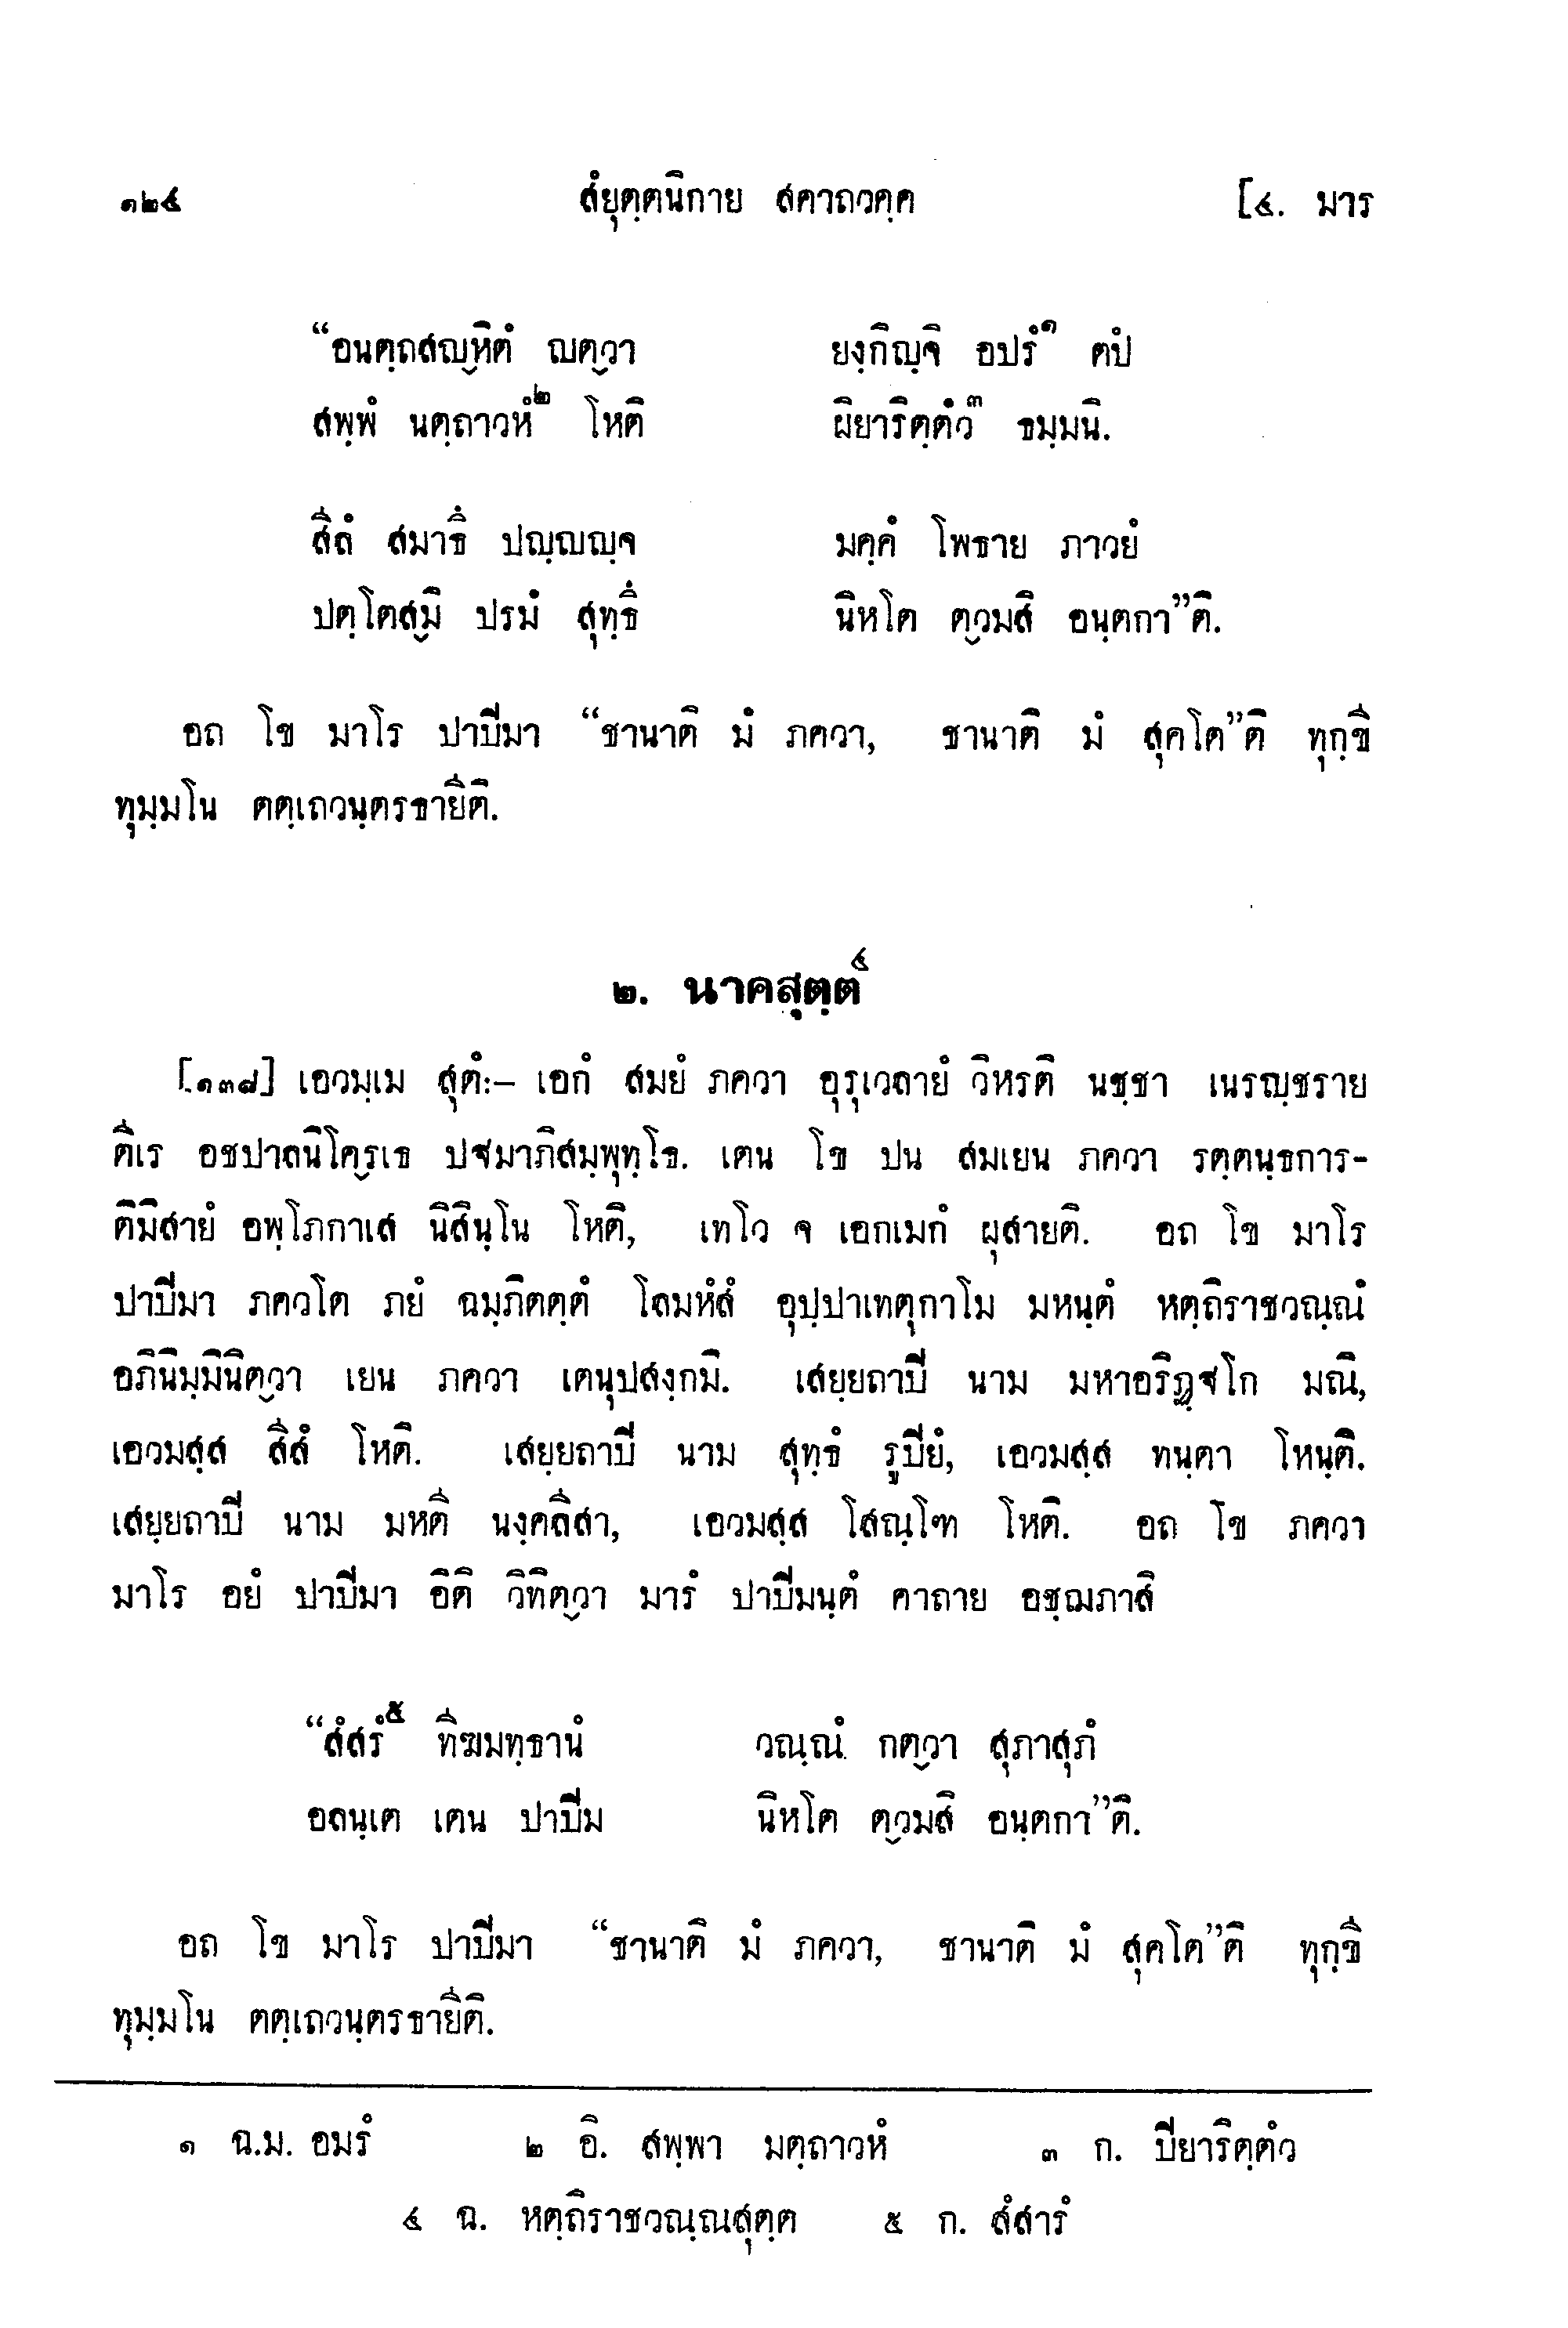 ๑๒๔ สํยุตฺตนิกาย สคาถวคฺค [๔. มาร
“อนตฺถสญฺหิตํ ญตฺวา ยงฺกิญฺจิ อปรํ๑ ตปํ
สพฺพํ นตฺถาวหํ๒ โหติ ผิยาริตฺตํว๓ ธมฺมนิ.
สีลํ สมาธึ ปญฺญญฺจ มคฺคํ โพธาย ภาวยํ
ปตฺโตสฺมิ ปรมํ สุทฺธึ นิหโต ตฺวมสิ อนฺตกา”ติ.
อถ โข มาโร ปาปิมา “ชานาติ มํ ภควา, ชานาติ มํ สุคโต”ติ ทุกฺขี
ทุมฺมโน ตตฺเถวนฺตรธายีติ.
๒. นาคสุตฺตํ๔
[๑๓๘] เอวมฺเม สุตํ:– เอกํ สมยํ ภควา อุรุเวลายํ วิหรติ นชฺชา เนรญฺชราย
ตีเร อชปาลนิโคฺรเธ ปฐมาภิสมฺพุทฺโธ. เตน โข ปน สมเยน ภควา รตฺตนฺธการ-
ติมิสายํ อพฺโภกาเส นิสินฺโน โหติ, เทโว จ เอกเมกํ ผุสายติ. อถ โข มาโร
ปาปิมา ภควโต ภยํ ฉมฺภิตตฺตํ โลมหํสํ อุปฺปาเทตุกาโม มหนฺตํ หตฺถิราชวณฺณํ
อภินิมฺมินิตฺวา เยน ภควา เตนุปสงฺกมิ. เสยฺยถาปิ นาม มหาอริฏฺฐโก มณิ,
เอวมสฺส สีสํ โหติ. เสยฺยถาปิ นาม สุทฺธํ รูปิยํ, เอวมสฺส ทนฺตา โหนฺติ.
เสยฺยถาปิ นาม มหตี นงฺคลีสา, เอวมสฺส โสณฺโฑ โหติ. อถ โข ภควา
มาโร อยํ ปาปิมา อิติ วิทิตฺวา มารํ ปาปิมนฺตํ คาถาย อชฺฌภาสิ
“สํสรํ๕ ทีฆมทฺธานํ วณฺณํ กตฺวา สุภาสุภํ
อลนฺเต เตน ปาปิม นิหโต ตฺวมสิ อนฺตกา”ติ.
อถ โข มาโร ปาปิมา “ชานาติ มํ ภควา, ชานาติ มํ สุคโต”ติ ทุกฺขี
ทุมฺมโน ตตฺเถวนฺตรธายีติ.
๑ ฉ.ม. อมรํ ๒ อิ. สพฺพา มตฺถาวหํ ๓ ก. ปิยาริตฺตํว
๔ ฉ. หตฺถิราชวณฺณสุตฺต ๕ ก. สํสารํ